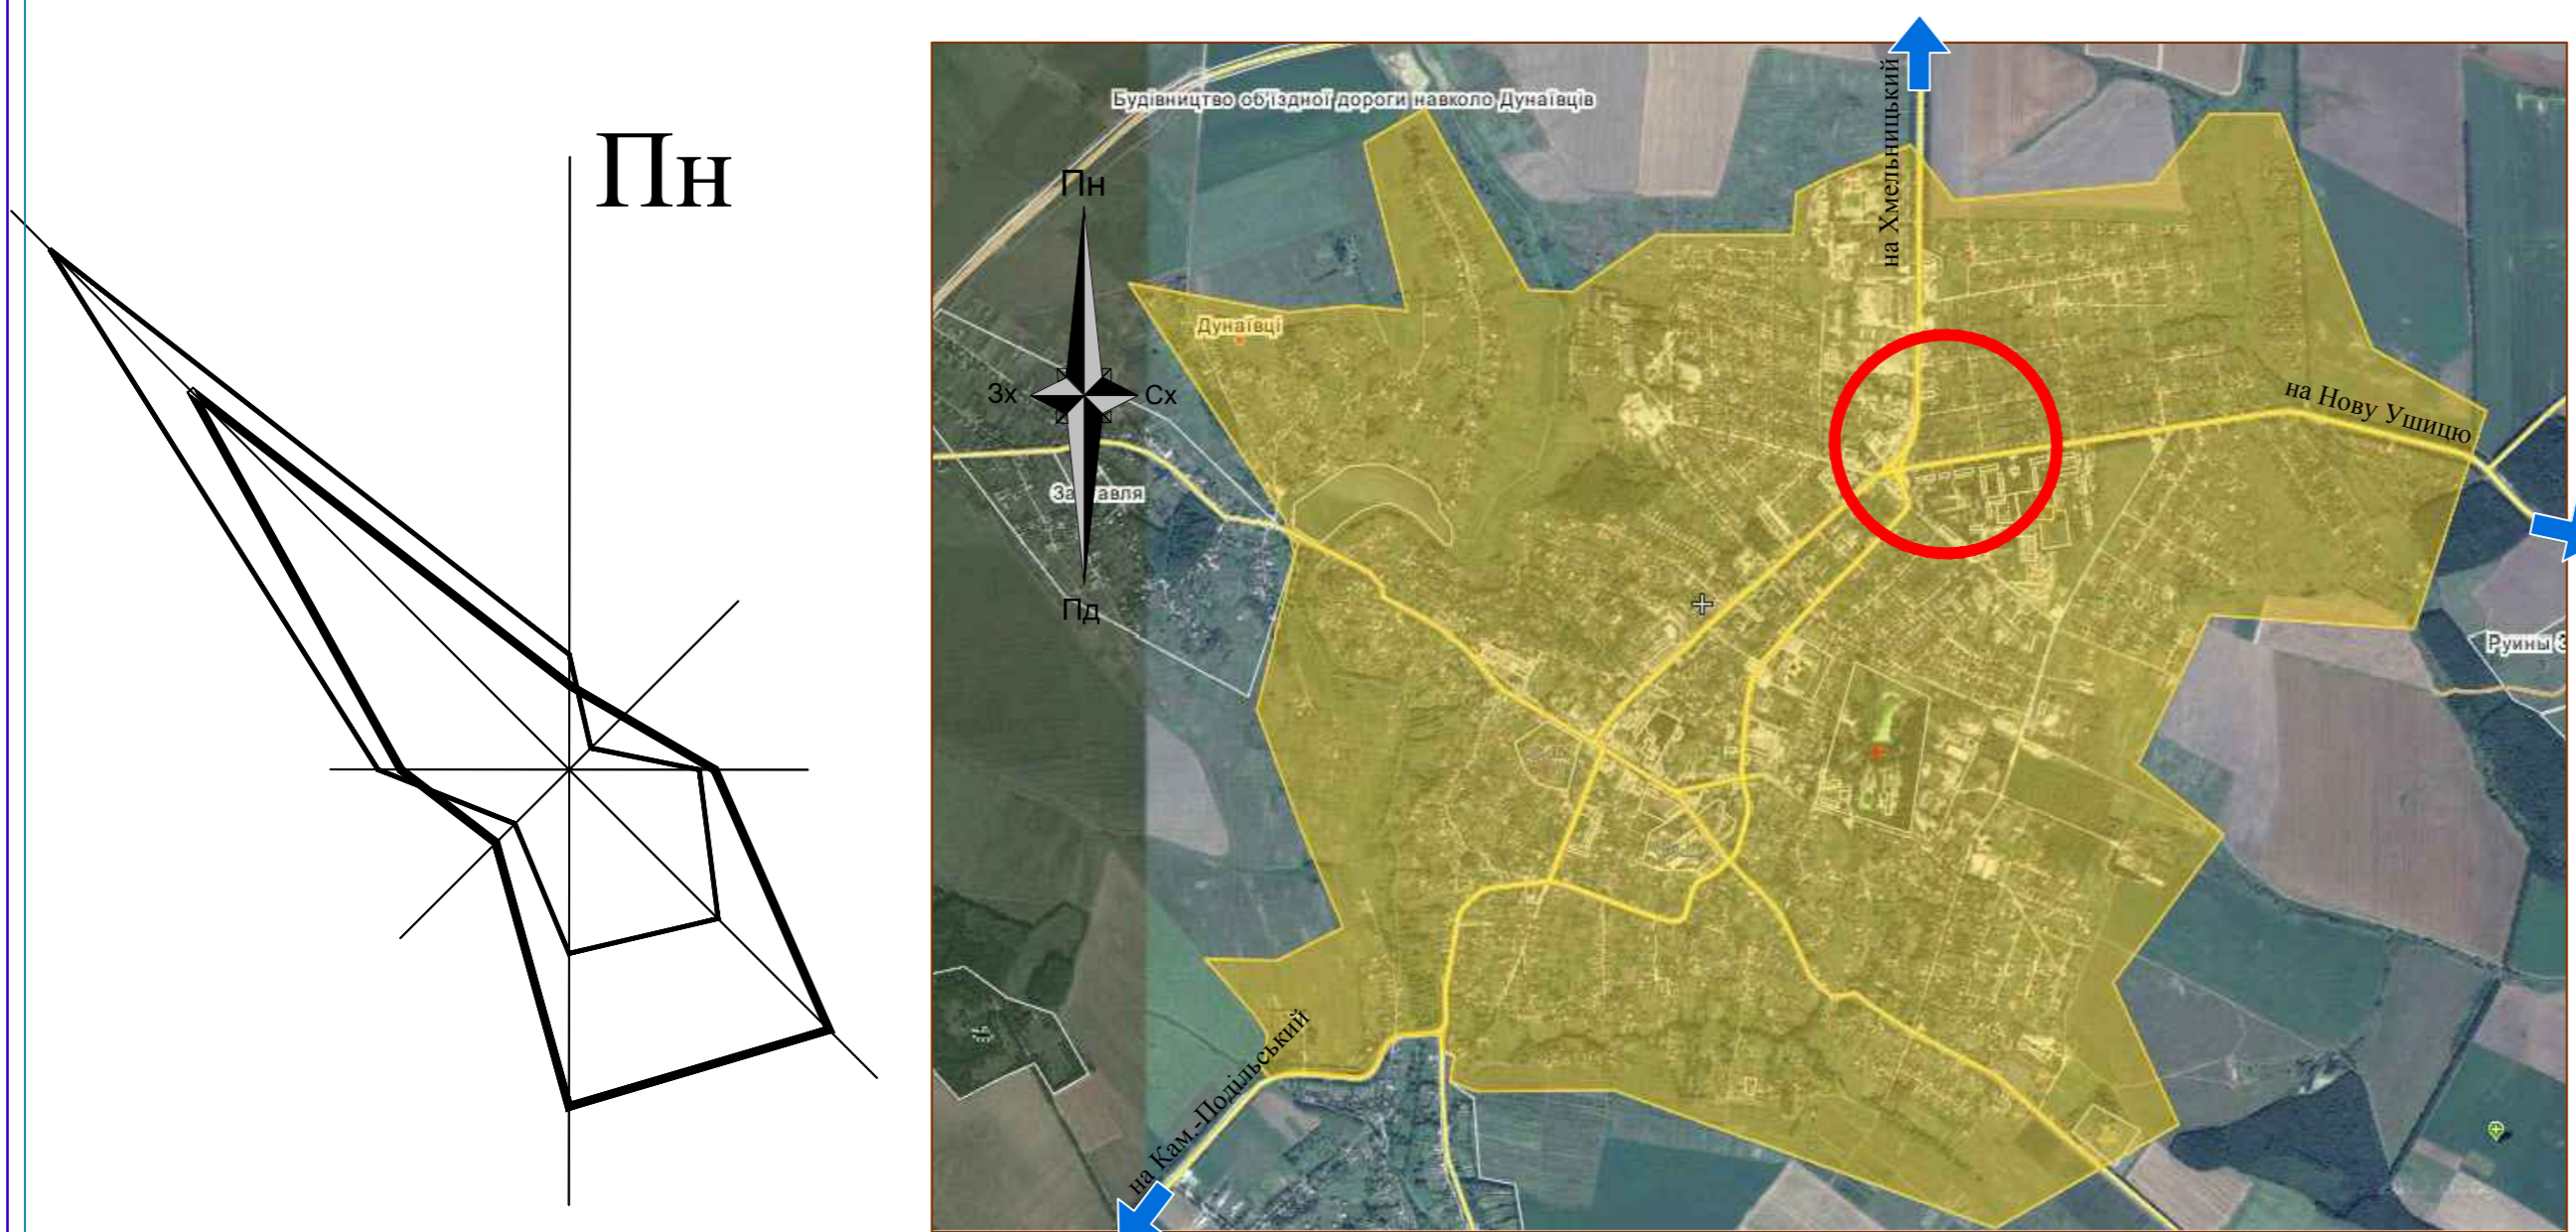 Пн
Будівництво об'їздної дороги навколо Дунаївців
на Хмельницький
Пн
Дунаївці
Зх
Сх
на Нову Ушицю
Пд
Руины З
на Кам.-Подільський